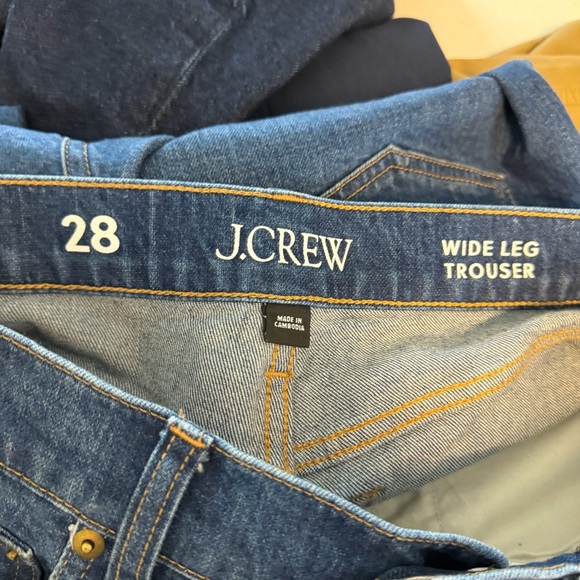 28
J.CREW
WIDE LEG
TROUSER
MADE IN
CAMBODIA